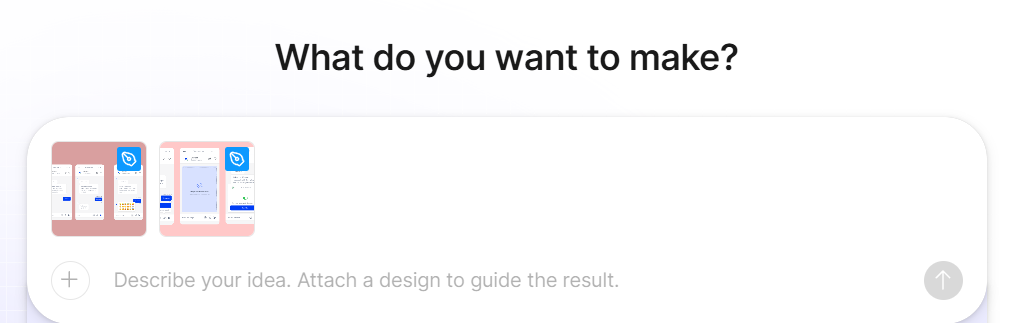 What do you want to make?
Describe your idea. Attach a design to guide the result.